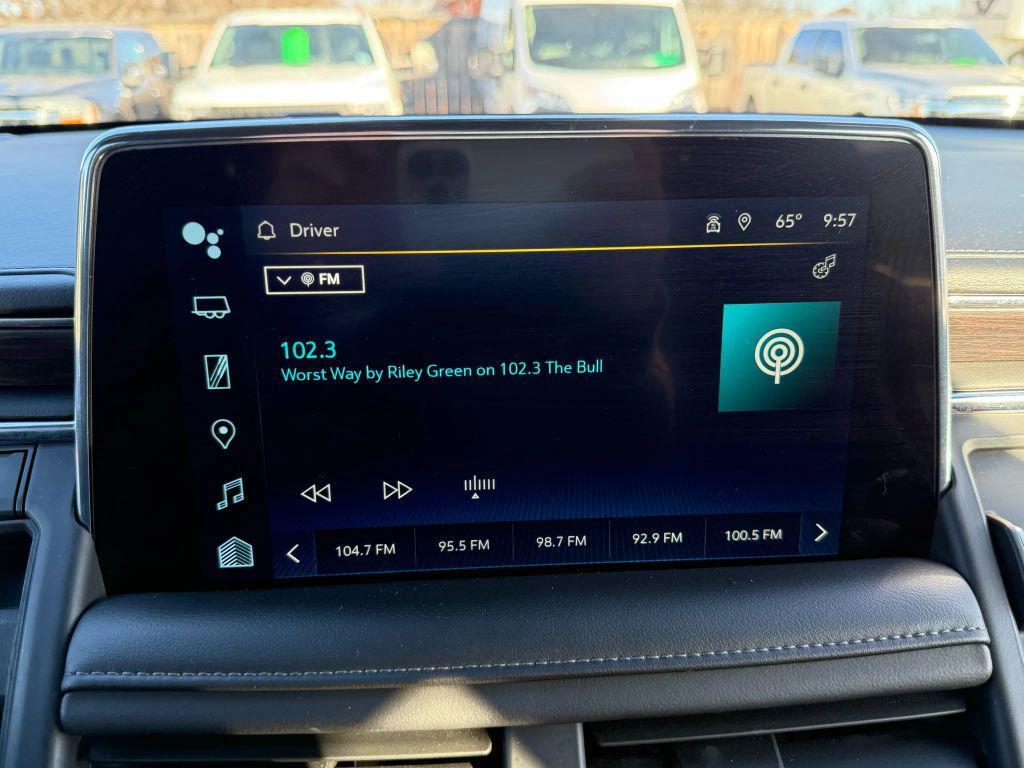 Driver
65° 9:57
FM
102.3
Worst Way by Riley Green on 102.3 The Bull
104.7 FM 95.5 FM 98.7 FM 92.9 FM 100.5 FM